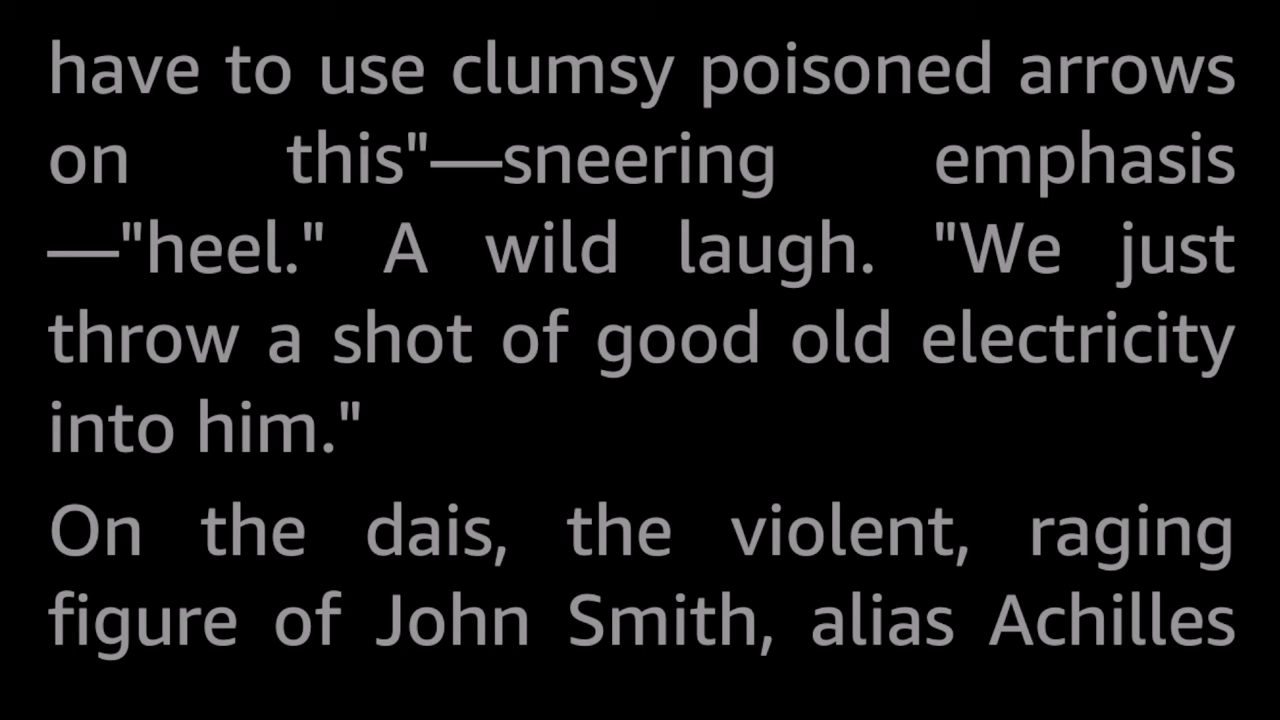 have to use clumsy poisoned arrows
on this"—sneering emphasis
—"heel." A wild laugh. "We just
throw a shot of good old electricity
into him."
On the dais, the violent, raging
figure of John Smith, alias Achilles